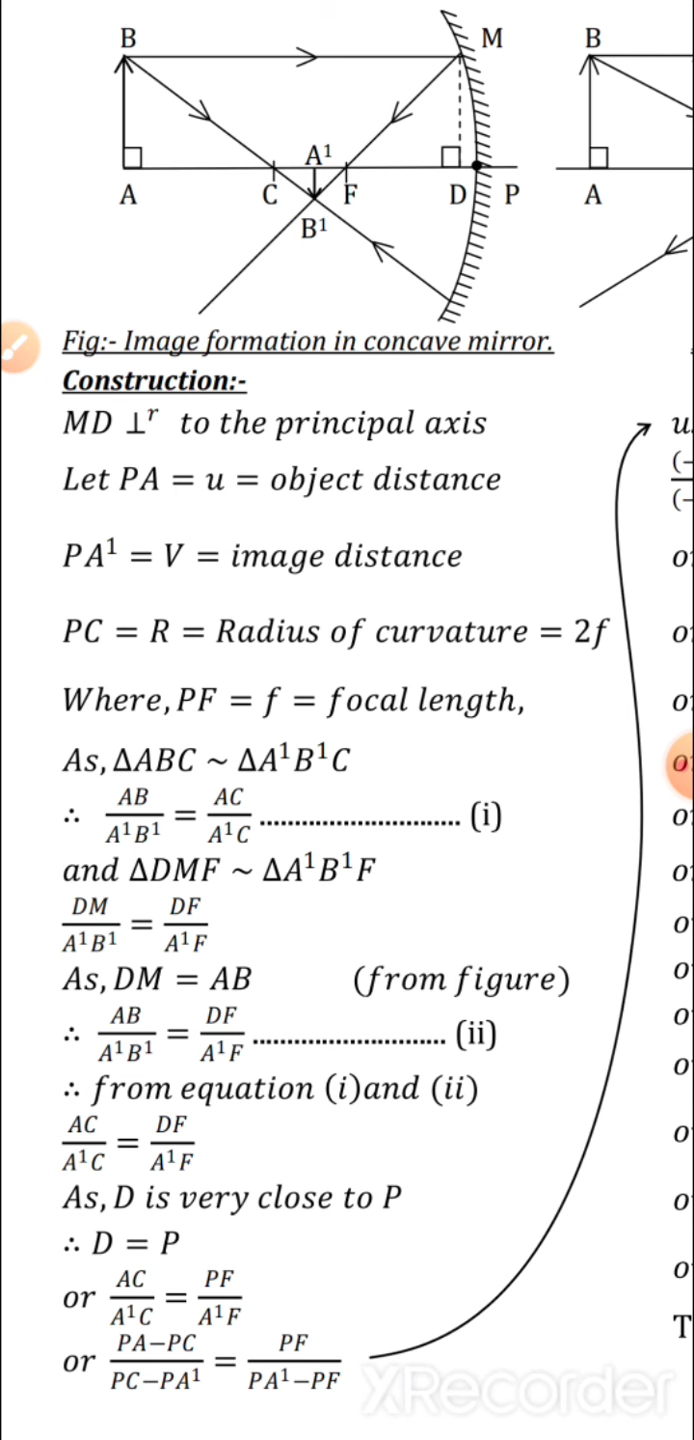 B M B
A¹
A C F D P A
B¹
Fig:- Image formation in concave mirror.
Construction:-
MD ⊥ʳ to the principal axis
Let PA = u = object distance
PA¹ = V = image distance
PC = R = Radius of curvature = 2f
Where, PF = f = focal length,
As, ΔABC ~ ΔA¹B¹C
∴ AB/A¹B¹ = AC/A¹C ............................ (i)
and ΔDMF ~ ΔA¹B¹F
DM/A¹B¹ = DF/A¹F
As, DM = AB (from figure)
∴ AB/A¹B¹ = DF/A¹F ........................... (ii)
∴ from equation (i)and (ii)
AC/A¹C = DF/A¹F
As, D is very close to P
∴ D = P
or AC/A¹C = PF/A¹F
or PA−PC/PC−PA¹ = PF/PA¹−PF
XRecorder